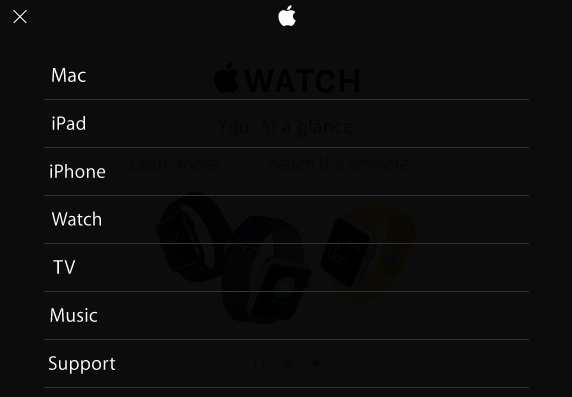 Mac
WATCH
iPad
You. At a glance
iPhone
Learn more Watch the keynote
Watch
TV
Music
Support